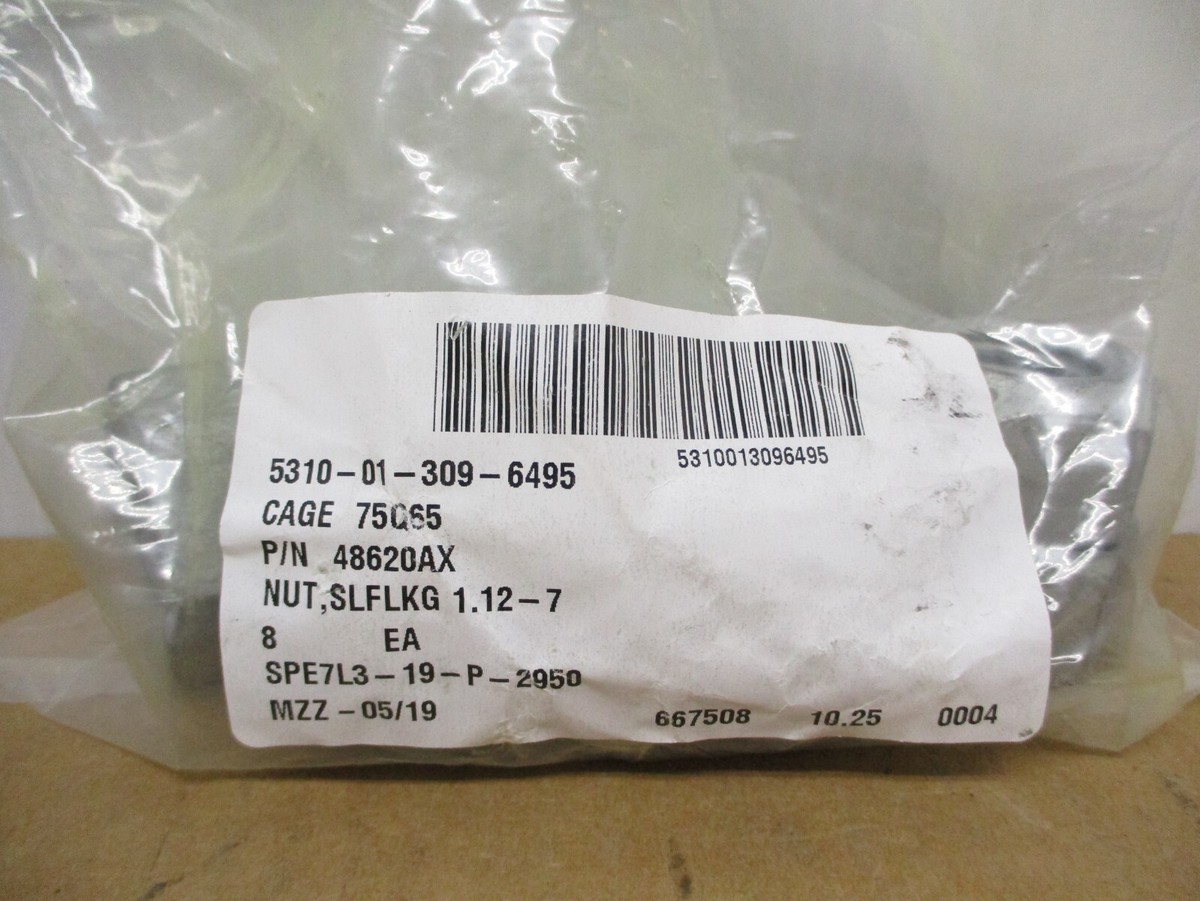 5310013096495
5310-01-309-6495
CAGE 75Q65
P/N 48620AX
NUT,SLFLKG 1.12-7
8 EA
SPE7L3-19-P-2950
MZZ-05/19 667508 10.25 0004